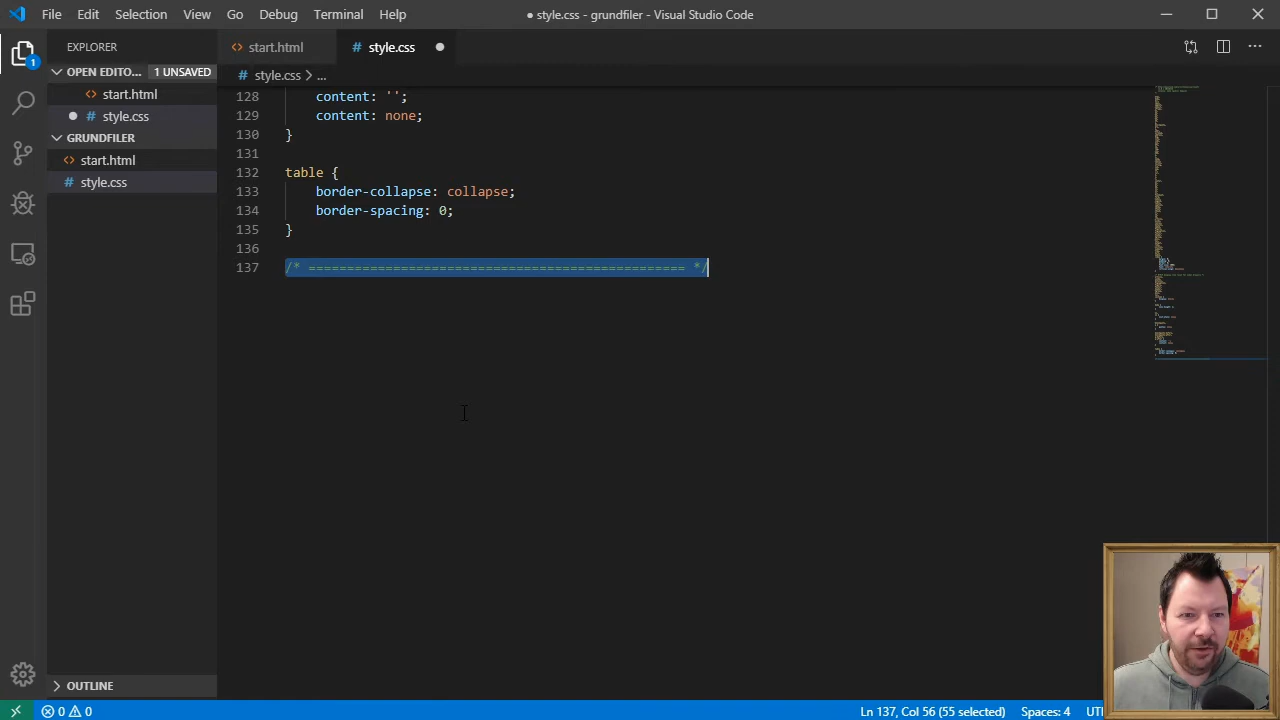 File Edit Selection View Go Debug Terminal Help
● style.css - grundfiler - Visual Studio Code
EXPLORER
OPEN EDITO... 1 UNSAVED
start.html
style.css
GRUNDFILER
start.html
style.css
OUTLINE
1
start.html
style.css
style.css > ...
128 content: '';
129 content: none;
130 }
131
132 table {
133 border-collapse: collapse;
134 border-spacing: 0;
135 }
136
137 /* ================================================= */
0 0
Ln 137, Col 56 (55 selected) Spaces: 4